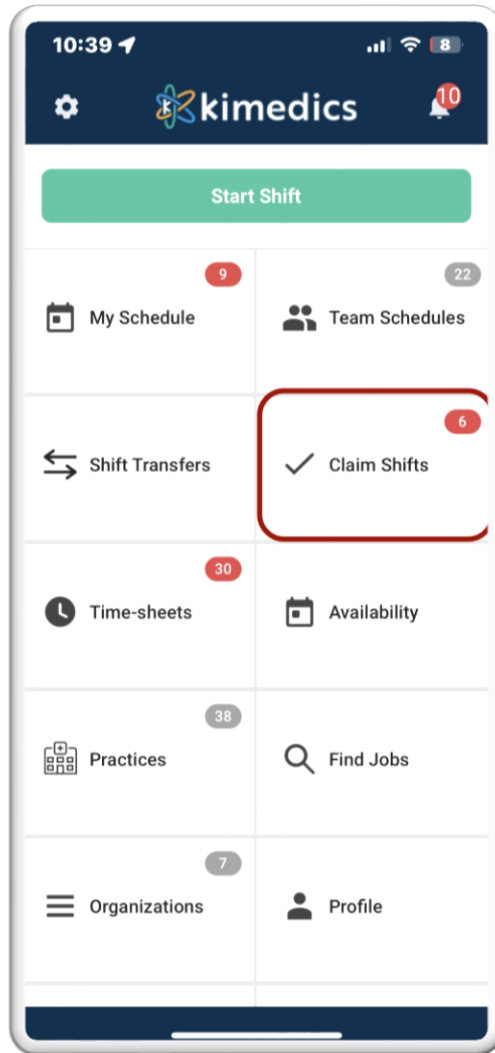 10:39 8
kimedics 10
Start Shift
9 22
My Schedule Team Schedules
6
Shift Transfers Claim Shifts
30
Time-sheets Availability
38
Practices Find Jobs
7
Organizations Profile